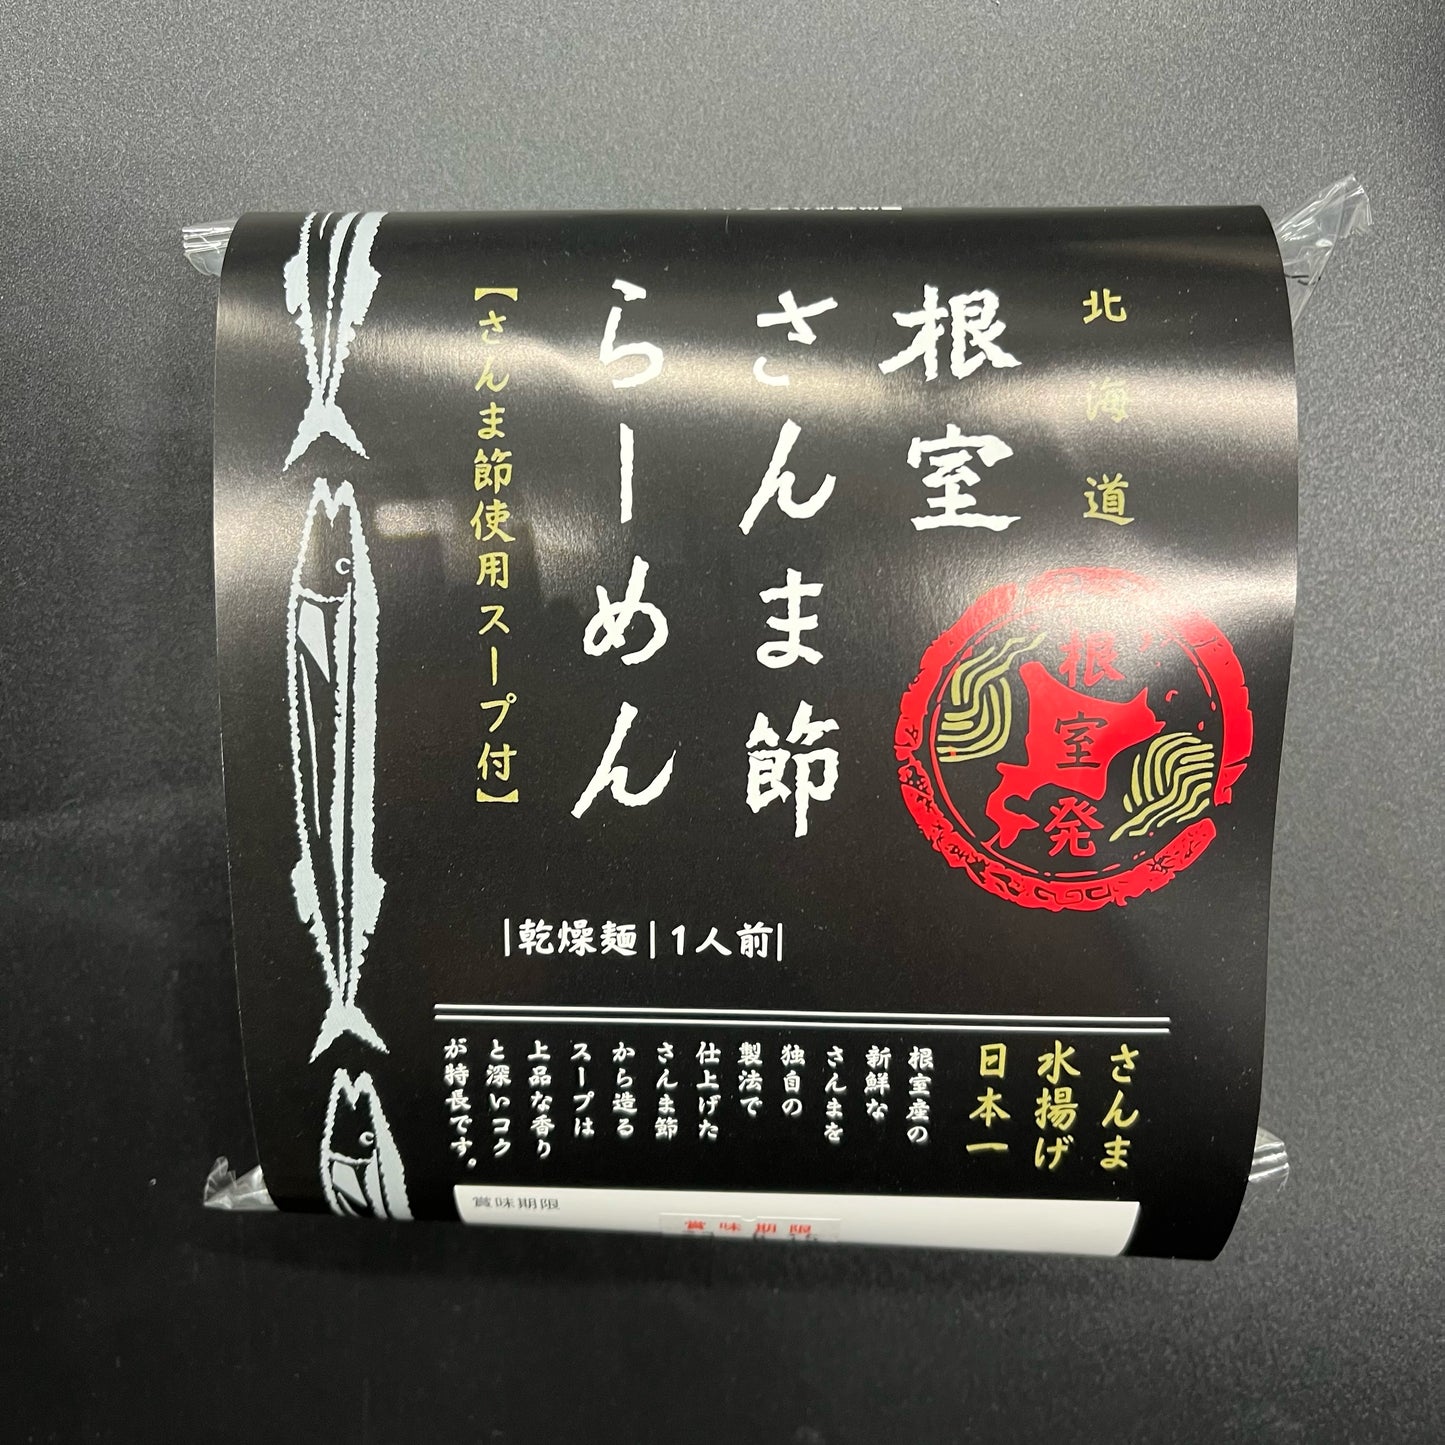 北海道
根室
さんま節
らーめん
【さんま節使用スープ付】
根
室
発
|乾燥麺|1人前|
さんま
水揚げ
日本一
根室産の
新鮮な
さんまを
独自の
製法で
仕上げた
さんま節
から造る
スープは
上品な香り
と深いコク
が特長です。
賞味期限
賞味期限